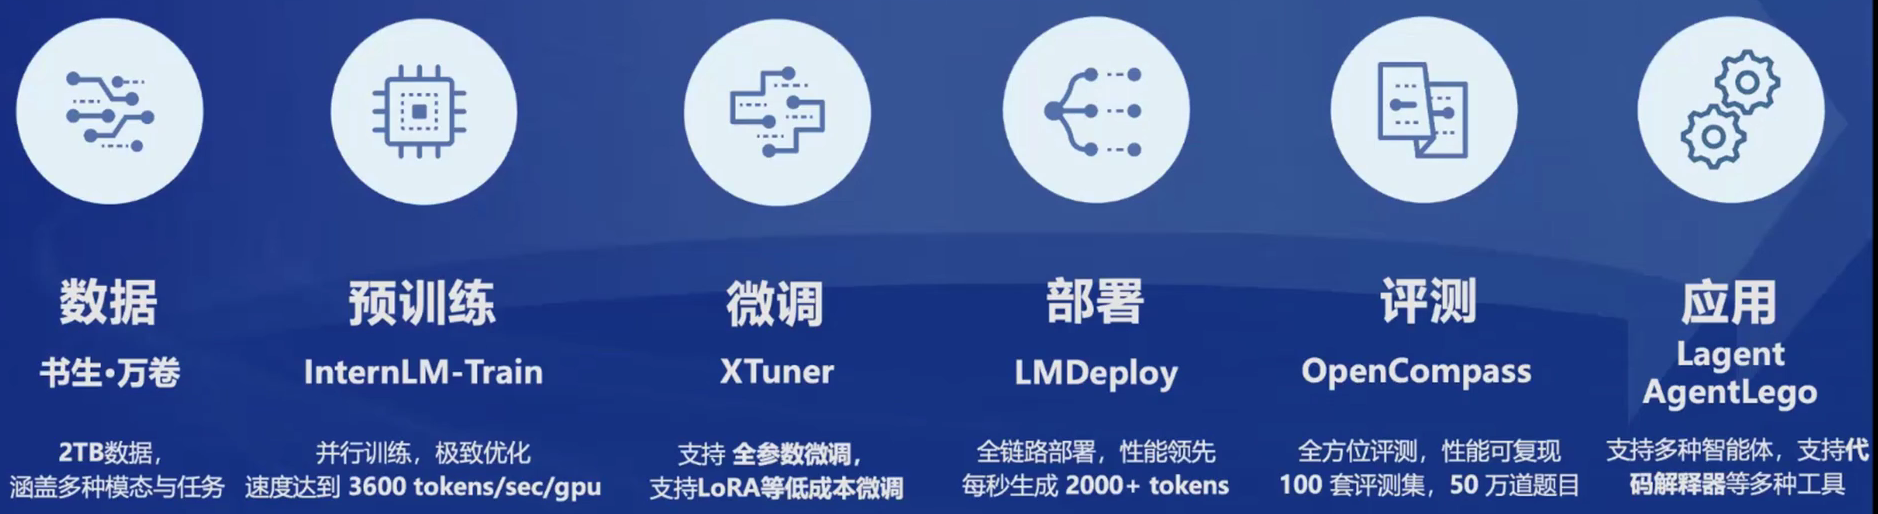 数据
书生·万卷
2TB数据，
涵盖多种模态与任务
预训练
InternLM-Train
并行训练，极致优化
速度达到 3600 tokens/sec/gpu
微调
XTuner
支持 全参数微调，
支持LoRA等低成本微调
部署
LMDeploy
全链路部署，性能领先
每秒生成 2000+ tokens
评测
OpenCompass
全方位评测，性能可复现
100 套评测集，50 万道题目
应用
Lagent
AgentLego
支持多种智能体，支持代
码解释器等多种工具